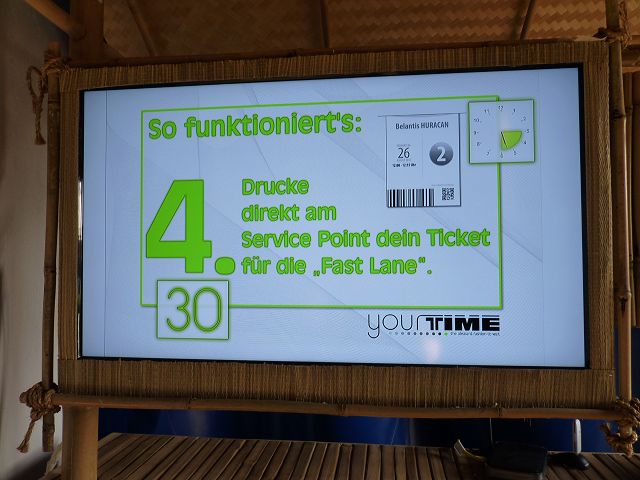 So funktioniert's:
Belantis HURACAN
26
2
4.
Drucke
direkt am
Service Point dein Ticket
für die „Fast Lane“.
30
yourTIME